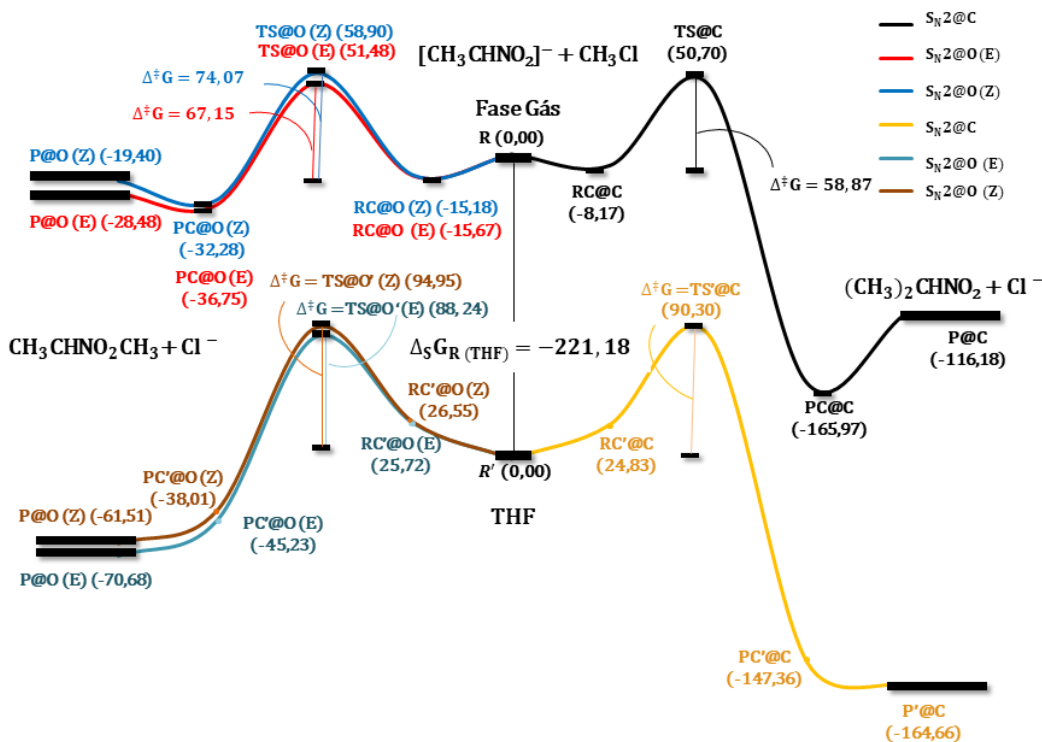 TS@O (Z) (58,90)
TS@O (E) (51,48)
[CH₃CHNO₂]⁻ + CH₃Cl
TS@C
(50,70)
S_N2@C
S_N2@O (E)
S_N2@O (Z)
S_N2@C
S_N2@O (E)
S_N2@O (Z)
Δ‡G = 74,07
Δ‡G = 67,15
Fase Gás
R (0,00)
P@O (Z) (-19,40)
P@O (E) (-28,48)
PC@O (Z)
(-32,28)
PC@O (E)
(-36,75)
RC@O (Z) (-15,18)
RC@O (E) (-15,67)
RC@C
(-8,17)
Δ‡G = 58,87
Δ‡G = TS@O' (Z) (94,95)
Δ‡G =TS@O'(E) (88, 24)
Δ‡G =TS'@C
(90,30)
(CH₃)₂CHNO₂ + Cl⁻
P@C
(-116,18)
CH₃CHNO₂CH₃ + Cl⁻
Δ_SG_R (THF) = −221, 18
PC@C
(-165,97)
RC'@O (Z)
(26,55)
RC'@O (E)
(25,72)
R' (0,00)
RC'@C
(24,83)
THF
PC'@O (Z)
(-38,01)
P@O (Z) (-61,51)
PC'@O (E)
(-45,23)
P@O (E) (-70,68)
PC'@C
(-147,36)
P'@C
(-164,66)